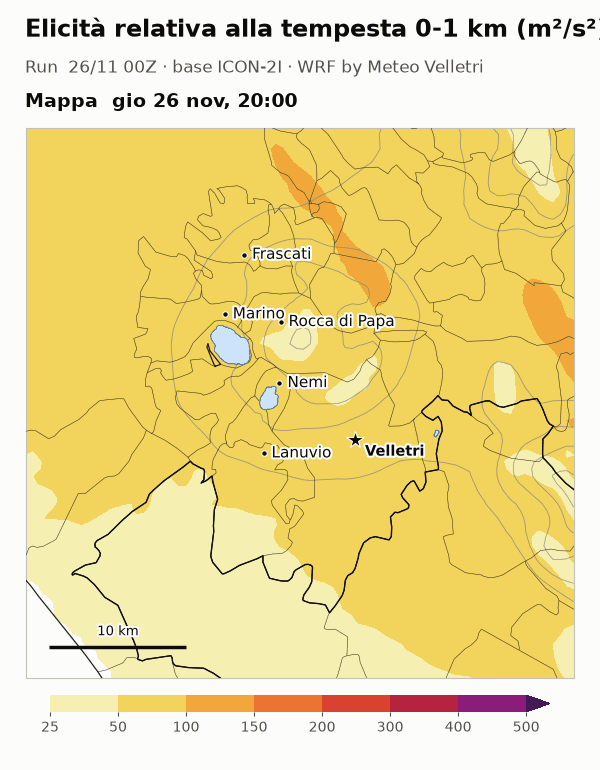 Elicità relativa alla tempesta 0-1 km (m²/s²)
Run 26/11 00Z · base ICON-2I · WRF by Meteo Velletri
Mappa gio 26 nov, 20:00
Frascati
Marino
Rocca di Papa
Nemi
Velletri
Lanuvio
10 km
25 50 100 150 200 300 400 500